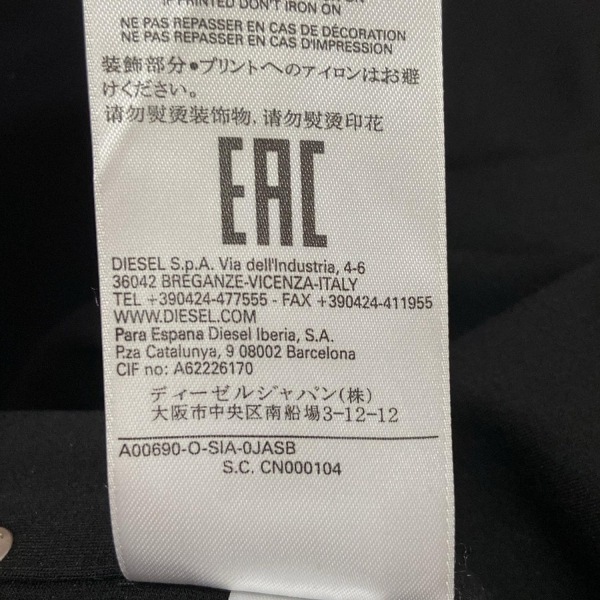 IF PRINTED DON'T IRON ON
NE PAS REPASSER EN CAS DE DÉCORATION
NE PAS REPASSER EN CAS D'IMPRESSION
装飾部分●プリントへのアイロンはお避
けください。
请勿熨烫装饰物，请勿熨烫印花
EAC
DIESEL S.p.A. Via dell'Industria, 4-6
36042 BREGANZE-VICENZA-ITALY
TEL +390424-477555 - FAX +390424-411955
WWW.DIESEL.COM
Para Espana Diesel Iberia, S.A.
P.za Catalunya, 9 08002 Barcelona
CIF no: A62226170
ディーゼルジャパン(株)
大阪市中央区南船場3-12-12
A00690-O-SIA-0JASB
S.C. CN000104